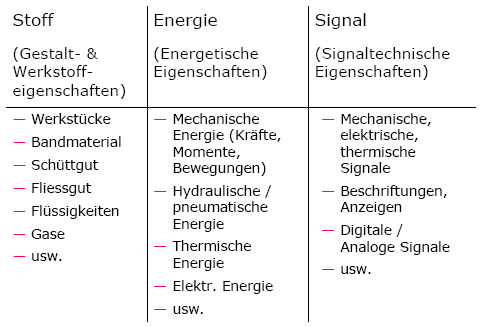 Stoff
(Gestalt- &
Werkstoff-
eigenschaften)
— Werkstücke
— Bandmaterial
— Schüttgut
— Fliessgut
— Flüssigkeiten
— Gase
— usw.
Energie
(Energetische
Eigenschaften)
— Mechanische
Energie (Kräfte,
Momente,
Bewegungen)
— Hydraulische /
pneumatische
Energie
— Thermische
Energie
— Elektr. Energie
— usw.
Signal
(Signaltechnische
Eigenschaften)
— Mechanische,
elektrische,
thermische
Signale
— Beschriftungen,
Anzeigen
— Digitale /
Analoge Signale
— usw.